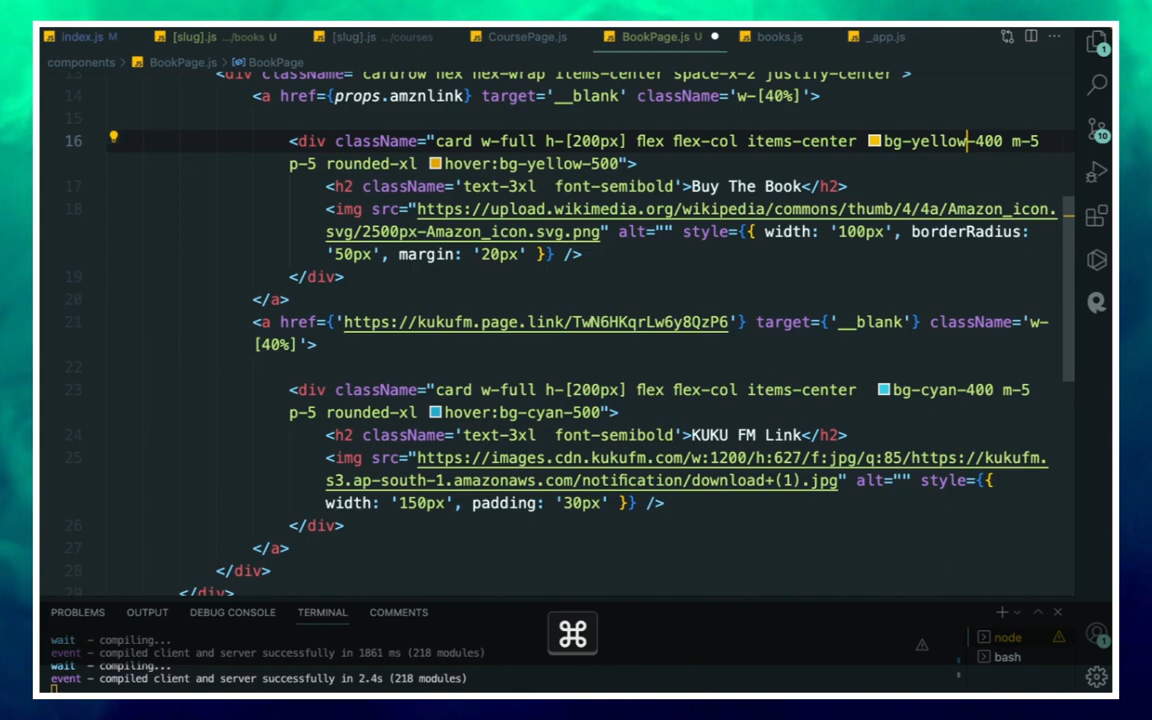 index.js M
[slug].js .../books U
[slug].js .../courses
CoursePage.js
BookPage.js U
books.js
_app.js
components > BookPage.js > BookPage
13 <div className="cardrow flex flex-wrap items-center space-x-2 justify-center">
14 <a href={props.amznlink} target='__blank' className='w-[40%]'>
15
16 <div className="card w-full h-[200px] flex flex-col items-center bg-yellow-400 m-5
p-5 rounded-xl hover:bg-yellow-500">
17 <h2 className='text-3xl  font-semibold'>Buy The Book</h2>
18 <img src="https://upload.wikimedia.org/wikipedia/commons/thumb/4/4a/Amazon_icon.
svg/2500px-Amazon_icon.svg.png" alt="" style={{ width: '100px', borderRadius:
'50px', margin: '20px' }} />
19 </div>
20 </a>
21 <a href={'https://kukufm.page.link/TwN6HKqrLw6y8QzP6'} target={'__blank'} className='w-
[40%]'>
22
23 <div className="card w-full h-[200px] flex flex-col items-center  bg-cyan-400 m-5
p-5 rounded-xl hover:bg-cyan-500">
24 <h2 className='text-3xl  font-semibold'>KUKU FM Link</h2>
25 <img src="https://images.cdn.kukufm.com/w:1200/h:627/f:jpg/q:85/https://kukufm.
s3.ap-south-1.amazonaws.com/notification/download+(1).jpg" alt="" style={{
width: '150px', padding: '30px' }} />
26 </div>
27 </a>
28 </div>
29 </div>
1
10
PROBLEMS OUTPUT DEBUG CONSOLE TERMINAL COMMENTS
wait - compiling...
event - compiled client and server successfully in 1861 ms (218 modules)
wait - compiling...
event - compiled client and server successfully in 2.4s (218 modules)
⌘
node
bash
1